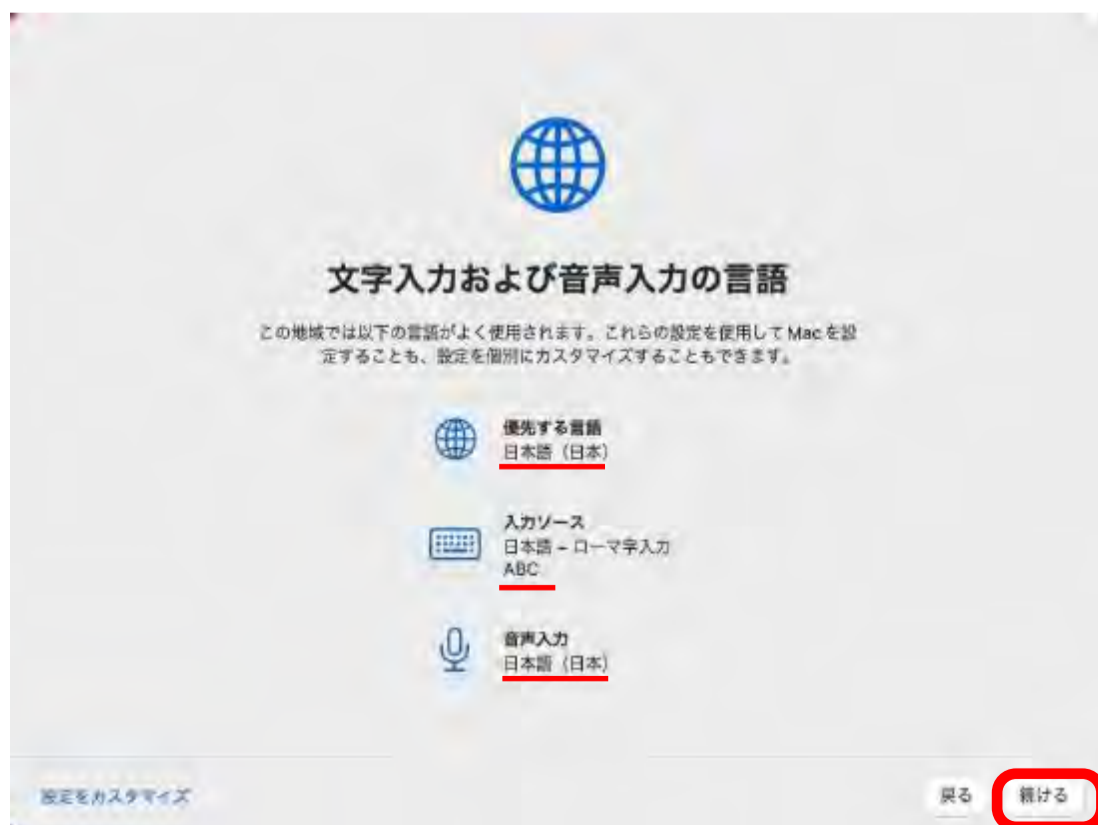 文字入力および音声入力の言語
この地域では以下の言語がよく使用されます。これらの設定を使用して Mac を設
定することも、設定を個別にカスタマイズすることもできます。
優先する言語
日本語（日本）
入力ソース
日本語 – ローマ字入力
ABC
音声入力
日本語（日本）
設定をカスタマイズ
戻る
続ける